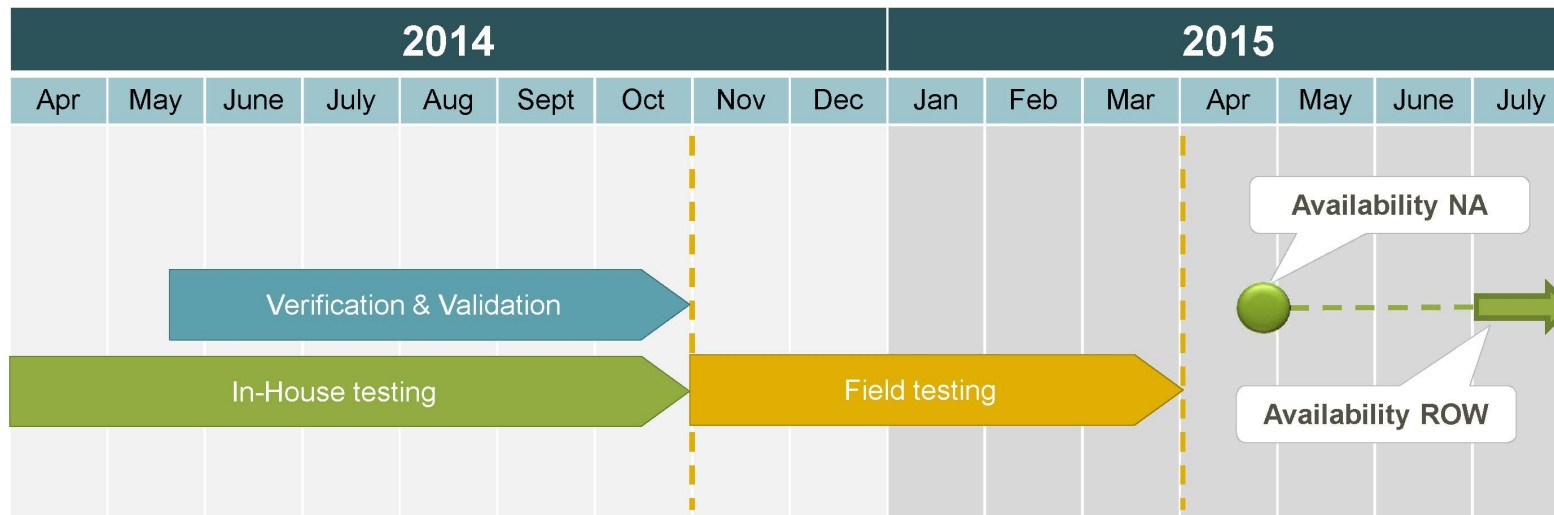 2014 2015
Apr May June July Aug Sept Oct Nov Dec Jan Feb Mar Apr May June July
Availability NA
Verification & Validation
In-House testing
Field testing
Availability ROW